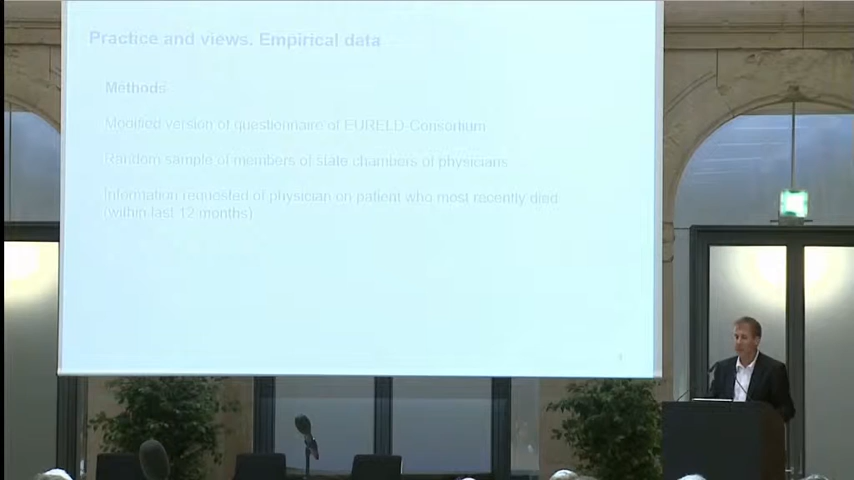 Practice and views. Empirical data
Methods
Modified version of questionnaire of EURELD-Consortium
Random sample of members of state chambers of physicians
Information requested of physician on patient who most recently died
(within last 12 months)